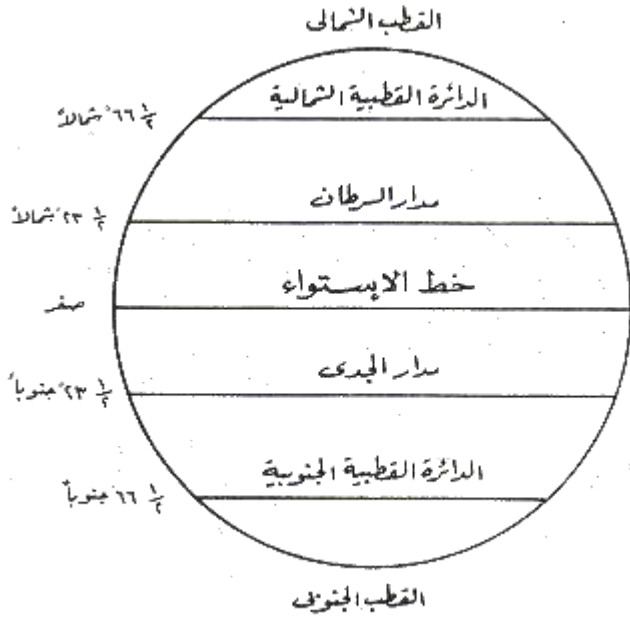 القطب الشمالى
الدائرة القطبية الشمالية
½ ٦٦° شمالاً
مدار السرطان
½ ٢٣° شمالاً
خط الإستواء
صفر
مدار الجدى
½ ٢٣° جنوباً
الدائرة القطبية الجنوبية
½ ٦٦° جنوباً
القطب الجنوبى